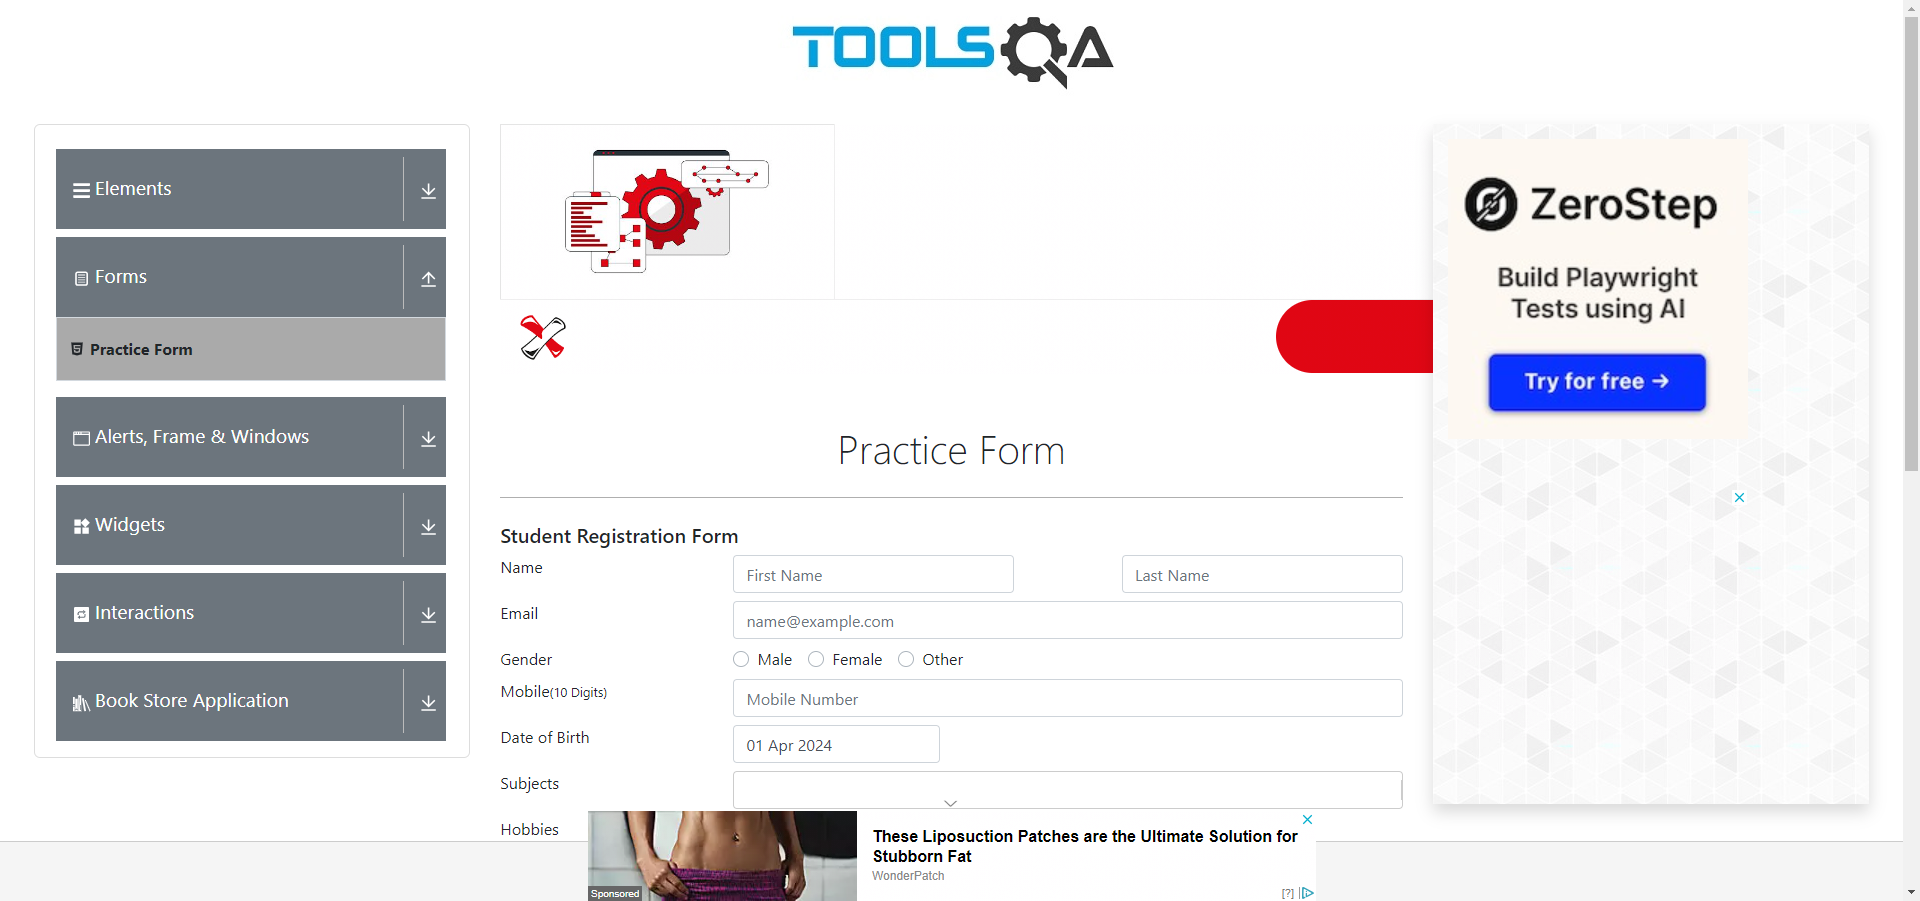 TOOLSQA
Elements
Forms
Practice Form
Alerts, Frame & Windows
Widgets
Interactions
Book Store Application
Practice Form
Student Registration Form
Name
First Name
Last Name
Email
name@example.com
Gender
Male
Female
Other
Mobile(10 Digits)
Mobile Number
Date of Birth
01 Apr 2024
Subjects
Hobbies
ZeroStep
Build Playwright
Tests using AI
Try for free →
These Liposuction Patches are the Ultimate Solution for
Stubborn Fat
WonderPatch
Sponsored
[?]